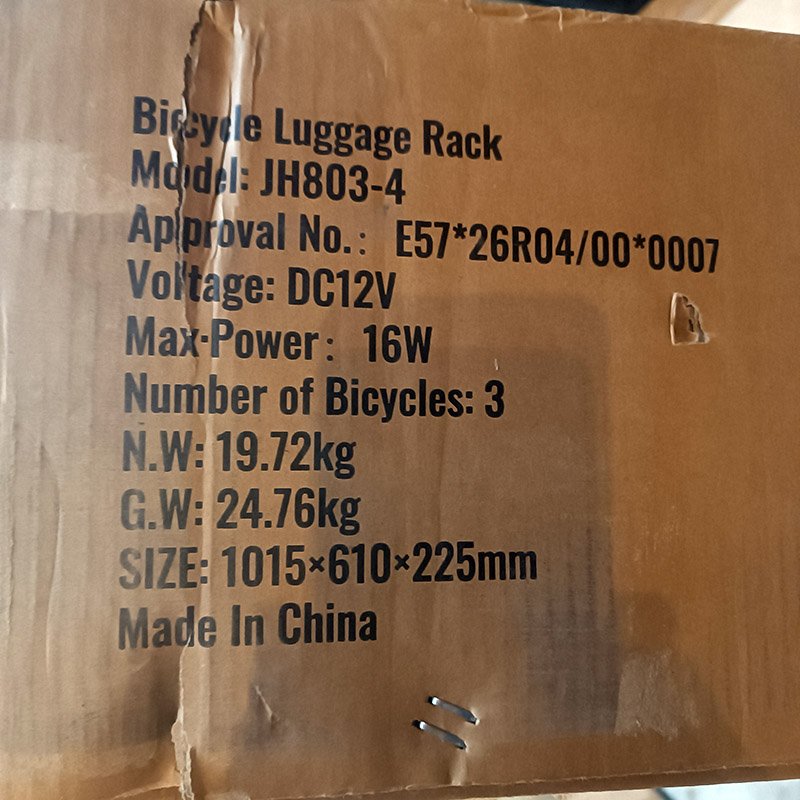 Bicycle Luggage Rack
Model: JH803-4
Approval No.: E57*26R04/00*0007
Voltage: DC12V
Max·Power: 16W
Number of Bicycles: 3
N.W: 19.72kg
G.W: 24.76kg
SIZE: 1015×610×225mm
Made In China